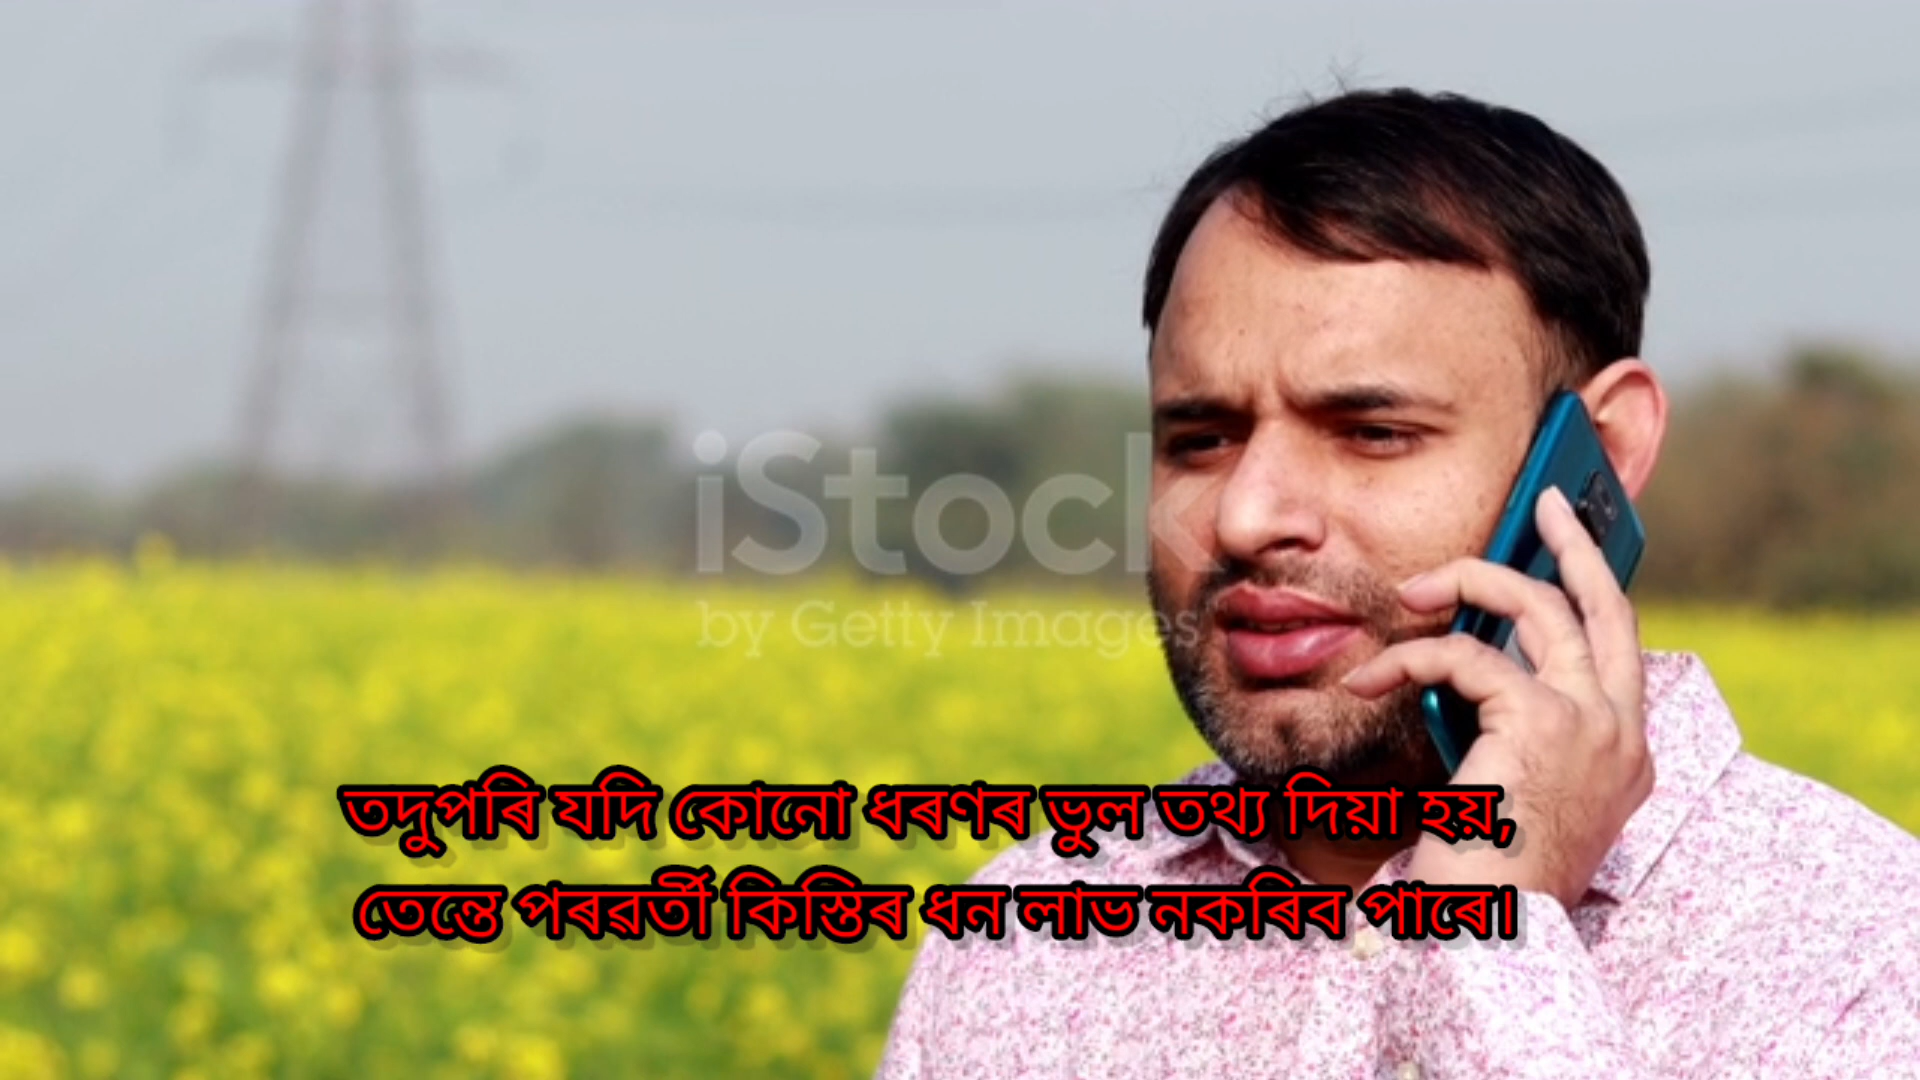 iStock
by Getty Images
তদুপৰি যদি কোনো ধৰণৰ ভুল তথ্য দিয়া হয়,
তেন্তে পৰৱৰ্তী কিস্তিৰ ধন লাভ নকৰিব পাৰে।